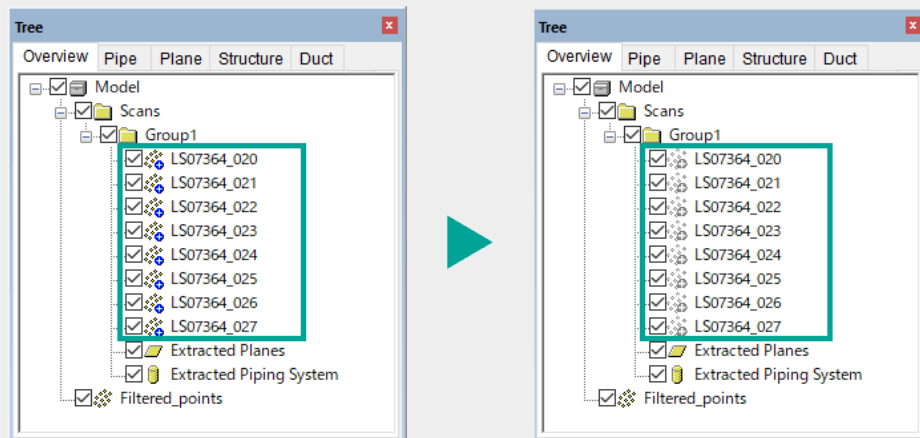 Tree
Overview Pipe Plane Structure Duct
Model
Scans
Group1
LS07364_020
LS07364_021
LS07364_022
LS07364_023
LS07364_024
LS07364_025
LS07364_026
LS07364_027
Extracted Planes
Extracted Piping System
Filtered_points
Tree
Overview Pipe Plane Structure Duct
Model
Scans
Group1
LS07364_020
LS07364_021
LS07364_022
LS07364_023
LS07364_024
LS07364_025
LS07364_026
LS07364_027
Extracted Planes
Extracted Piping System
Filtered_points